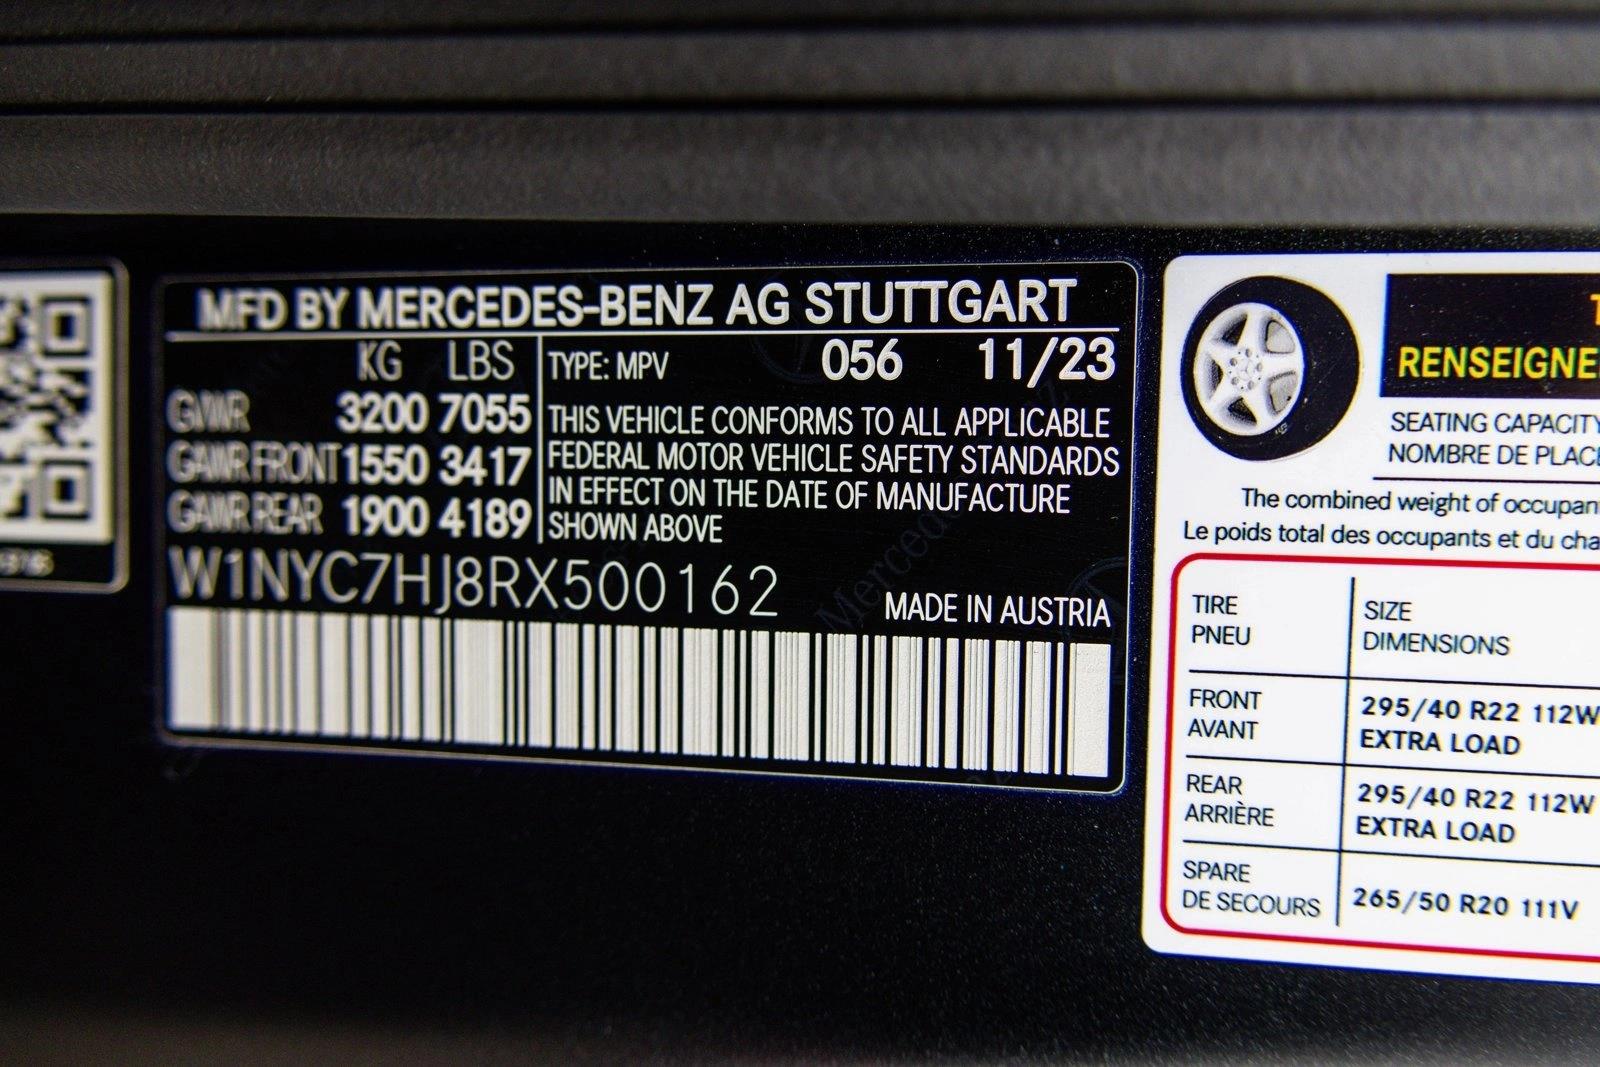 MFD BY MERCEDES-BENZ AG STUTTGART
KG LBS
GVWR 3200 7055
GAWR FRONT 1550 3417
GAWR REAR 1900 4189
TYPE: MPV 056 11/23
THIS VEHICLE CONFORMS TO ALL APPLICABLE
FEDERAL MOTOR VEHICLE SAFETY STANDARDS
IN EFFECT ON THE DATE OF MANUFACTURE
SHOWN ABOVE
W1NYC7HJ8RX500162
MADE IN AUSTRIA
RENSEIGNE
SEATING CAPACITY
NOMBRE DE PLACE
The combined weight of occupan
Le poids total des occupants et du cha
TIRE SIZE
PNEU DIMENSIONS
FRONT 295/40 R22 112W
AVANT EXTRA LOAD
REAR 295/40 R22 112W
ARRIÈRE EXTRA LOAD
SPARE
DE SECOURS 265/50 R20 111V